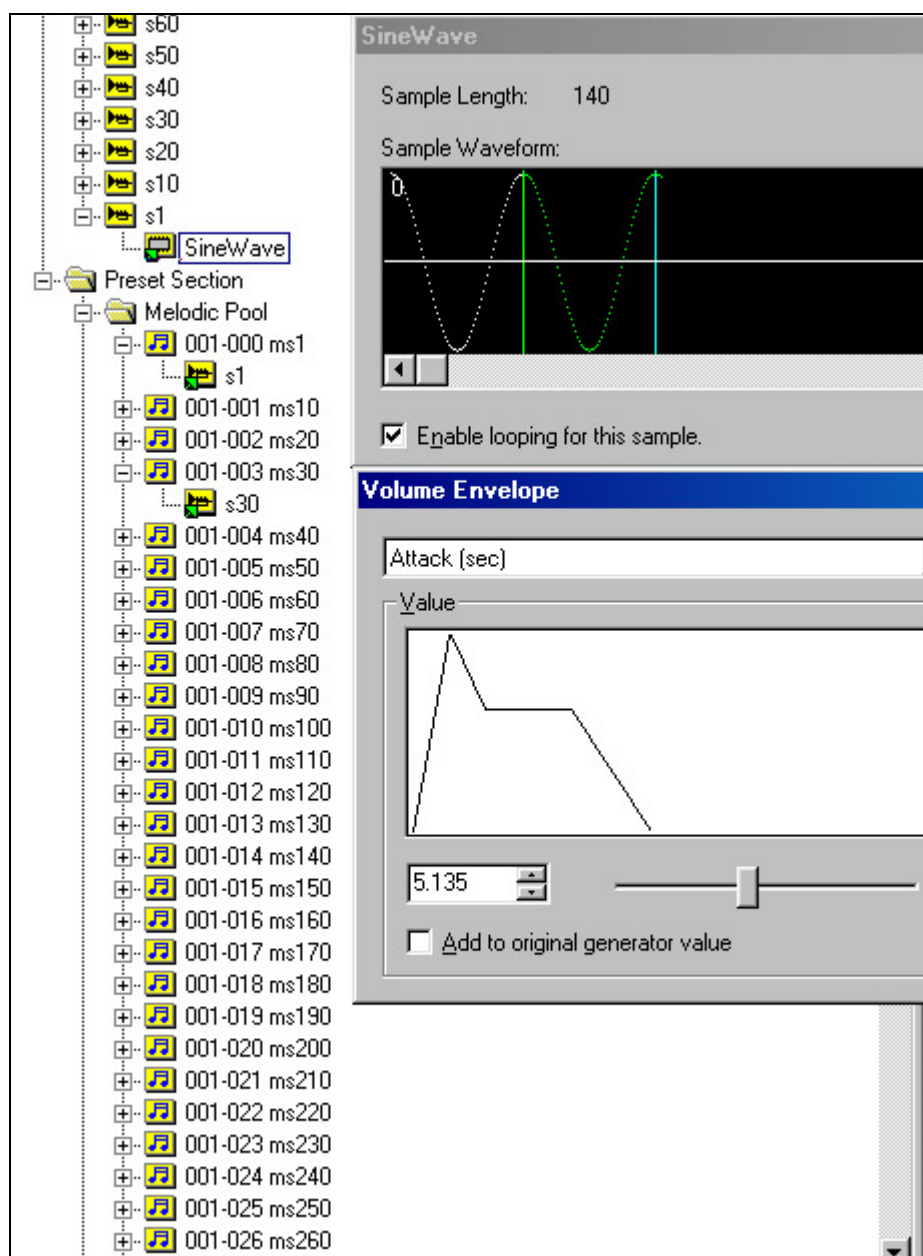 s60
s50
s40
s30
s20
s10
s1
SineWave
Preset Section
Melodic Pool
001-000 ms1
s1
001-001 ms10
001-002 ms20
001-003 ms30
s30
001-004 ms40
001-005 ms50
001-006 ms60
001-007 ms70
001-008 ms80
001-009 ms90
001-010 ms100
001-011 ms110
001-012 ms120
001-013 ms130
001-014 ms140
001-015 ms150
001-016 ms160
001-017 ms170
001-018 ms180
001-019 ms190
001-020 ms200
001-021 ms210
001-022 ms220
001-023 ms230
001-024 ms240
001-025 ms250
001-026 ms260
SineWave
Sample Length: 140
Sample Waveform:
0
Enable looping for this sample.
Volume Envelope
Attack (sec)
Value
5.135
Add to original generator value